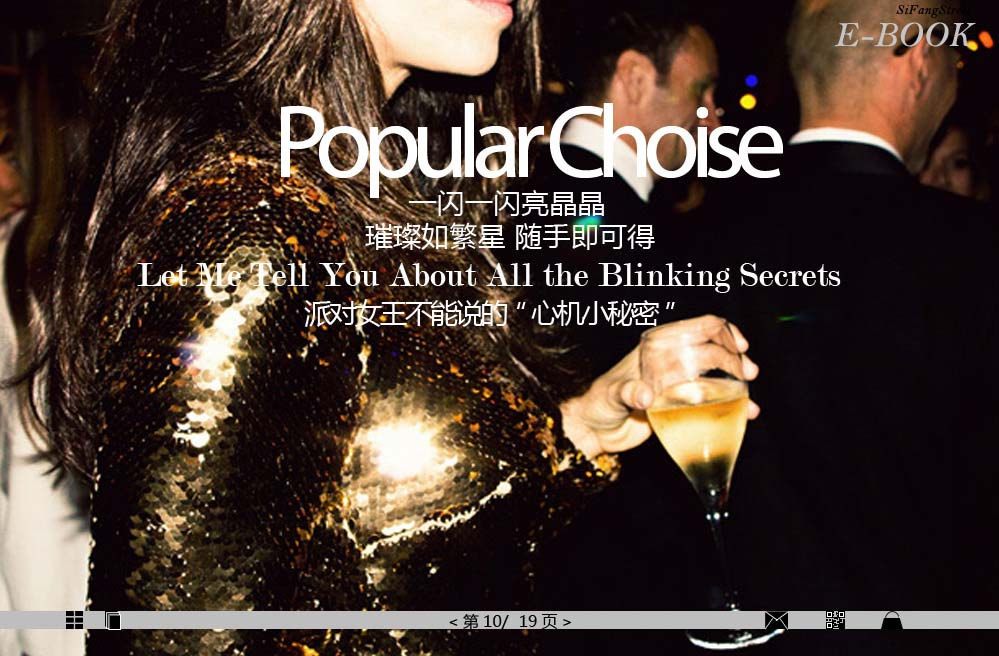 SiFangStreet
E-BOOK
Popular Choise
一闪一闪亮晶晶
璀璨如繁星 随手即可得
Let Me Tell You About All the Blinking Secrets
派对女王不能说的“心机小秘密”
< 第 10/ 19 页 >